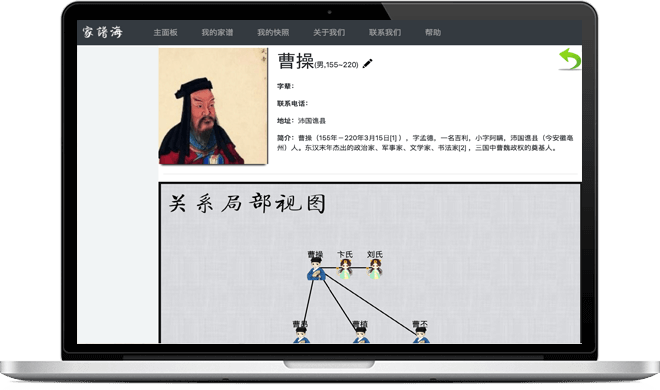 家谱海 主面板 我的家谱 我的快照 关于我们 联系我们 帮助
曹操(男,155~220)
字辈：
联系电话：
地址：沛国谯县
简介：曹操（155年－220年3月15日[1]），字孟德，一名吉利，小字阿瞒，沛国谯县（今安徽亳
州）人。东汉末年杰出的政治家、军事家、文学家、书法家[2]，三国中曹魏政权的奠基人。
关系局部视图
曹操 卞氏 刘氏
曹昂 曹植 曹丕